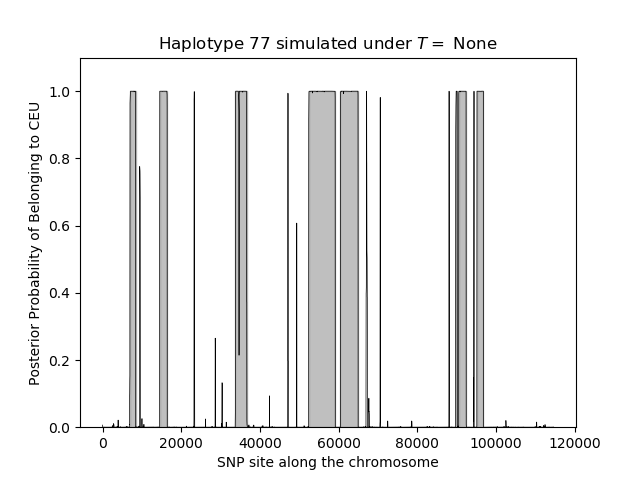 Haplotype 77 simulated under T = None
Posterior Probability of Belonging to CEU
1.0
0.8
0.6
0.4
0.2
0.0
0 20000 40000 60000 80000 100000 120000
SNP site along the chromosome